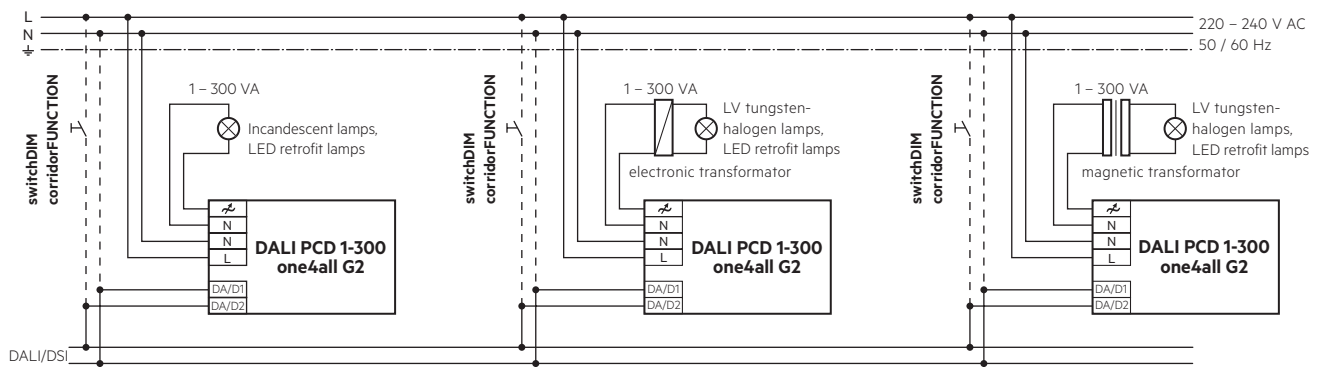 L
N
220 – 240 V AC
50 / 60 Hz
switchDIM
corridorFUNCTION
1 – 300 VA
Incandescent lamps,
LED retrofit lamps
N
N
L
DA/D1
DA/D2
DALI PCD 1-300
one4all G2
switchDIM
corridorFUNCTION
1 – 300 VA
LV tungsten-
halogen lamps,
LED retrofit lamps
electronic transformator
N
N
L
DA/D1
DA/D2
DALI PCD 1-300
one4all G2
switchDIM
corridorFUNCTION
1 – 300 VA
LV tungsten-
halogen lamps,
LED retrofit lamps
magnetic transformator
N
N
L
DA/D1
DA/D2
DALI PCD 1-300
one4all G2
DALI/DSI